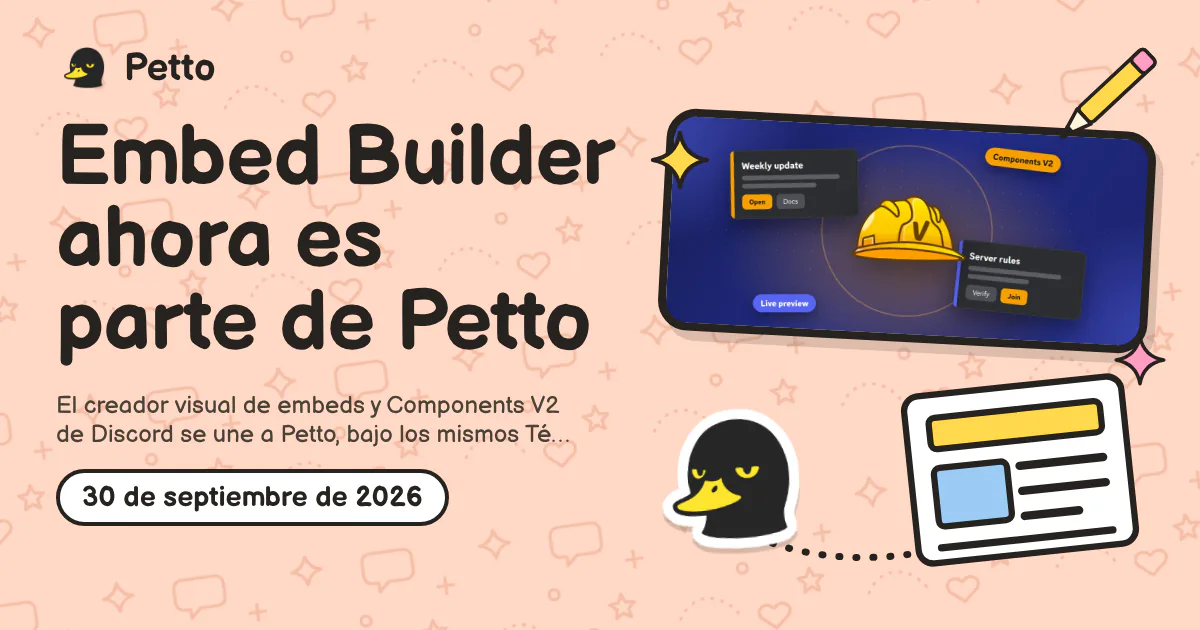 Petto
Embed Builder
ahora es
parte de Petto
El creador visual de embeds y Components V2
de Discord se une a Petto, bajo los mismos Té...
30 de septiembre de 2026
Components V2
Weekly update
Open Docs
V
Server rules
Verify Join
Live preview